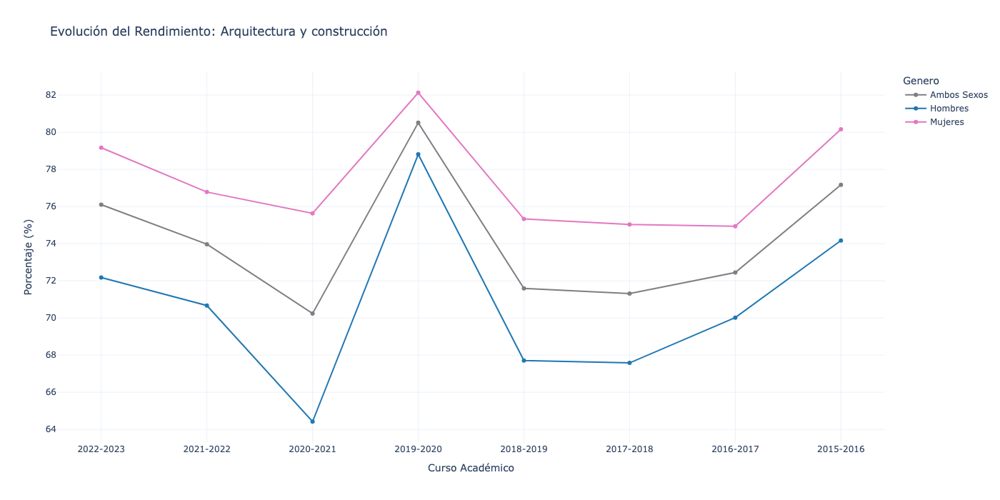 Evolución del Rendimiento: Arquitectura y construcción
Genero
Ambos Sexos
Hombres
Mujeres
Porcentaje (%)
82
80
78
76
74
72
70
68
66
64
2022-2023
2021-2022
2020-2021
2019-2020
2018-2019
2017-2018
2016-2017
2015-2016
Curso Académico